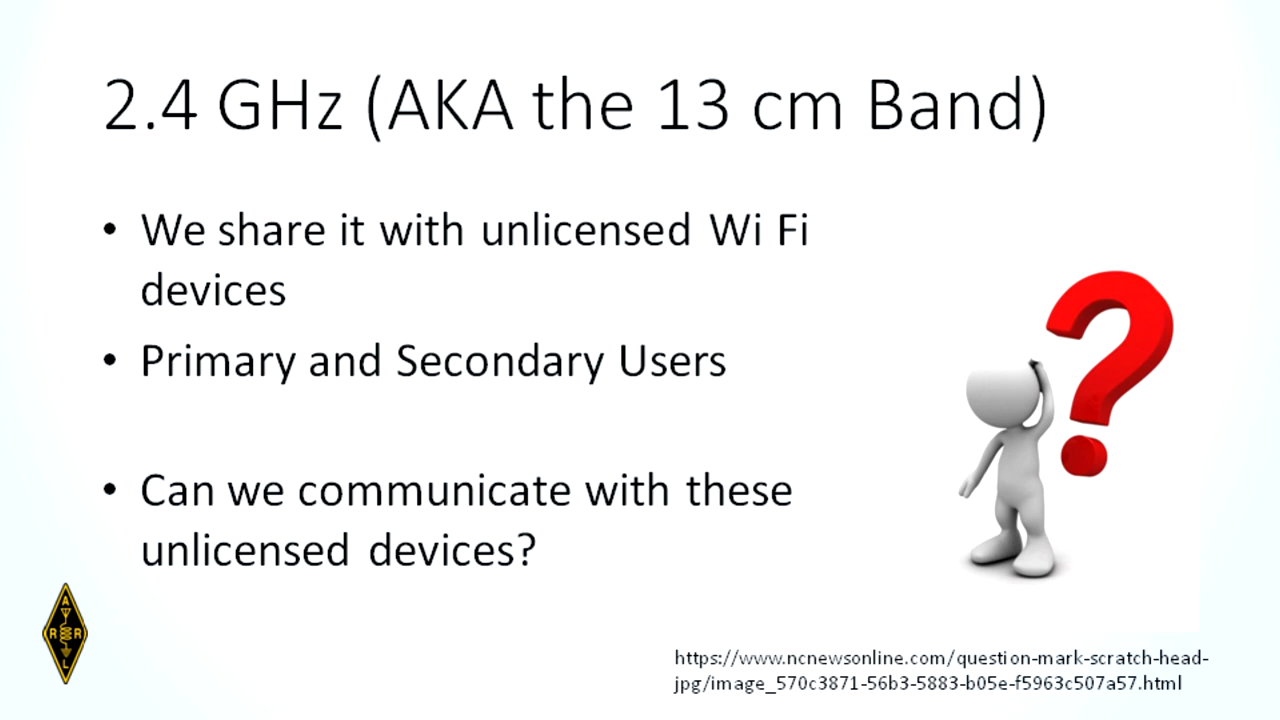 2.4 GHz (AKA the 13 cm Band)
• We share it with unlicensed Wi Fi
devices
• Primary and Secondary Users
• Can we communicate with these
unlicensed devices?
A
R R
L
https://www.ncnewsonline.com/question-mark-scratch-head-
jpg/image_570c3871-56b3-5883-b05e-f5963c507a57.html